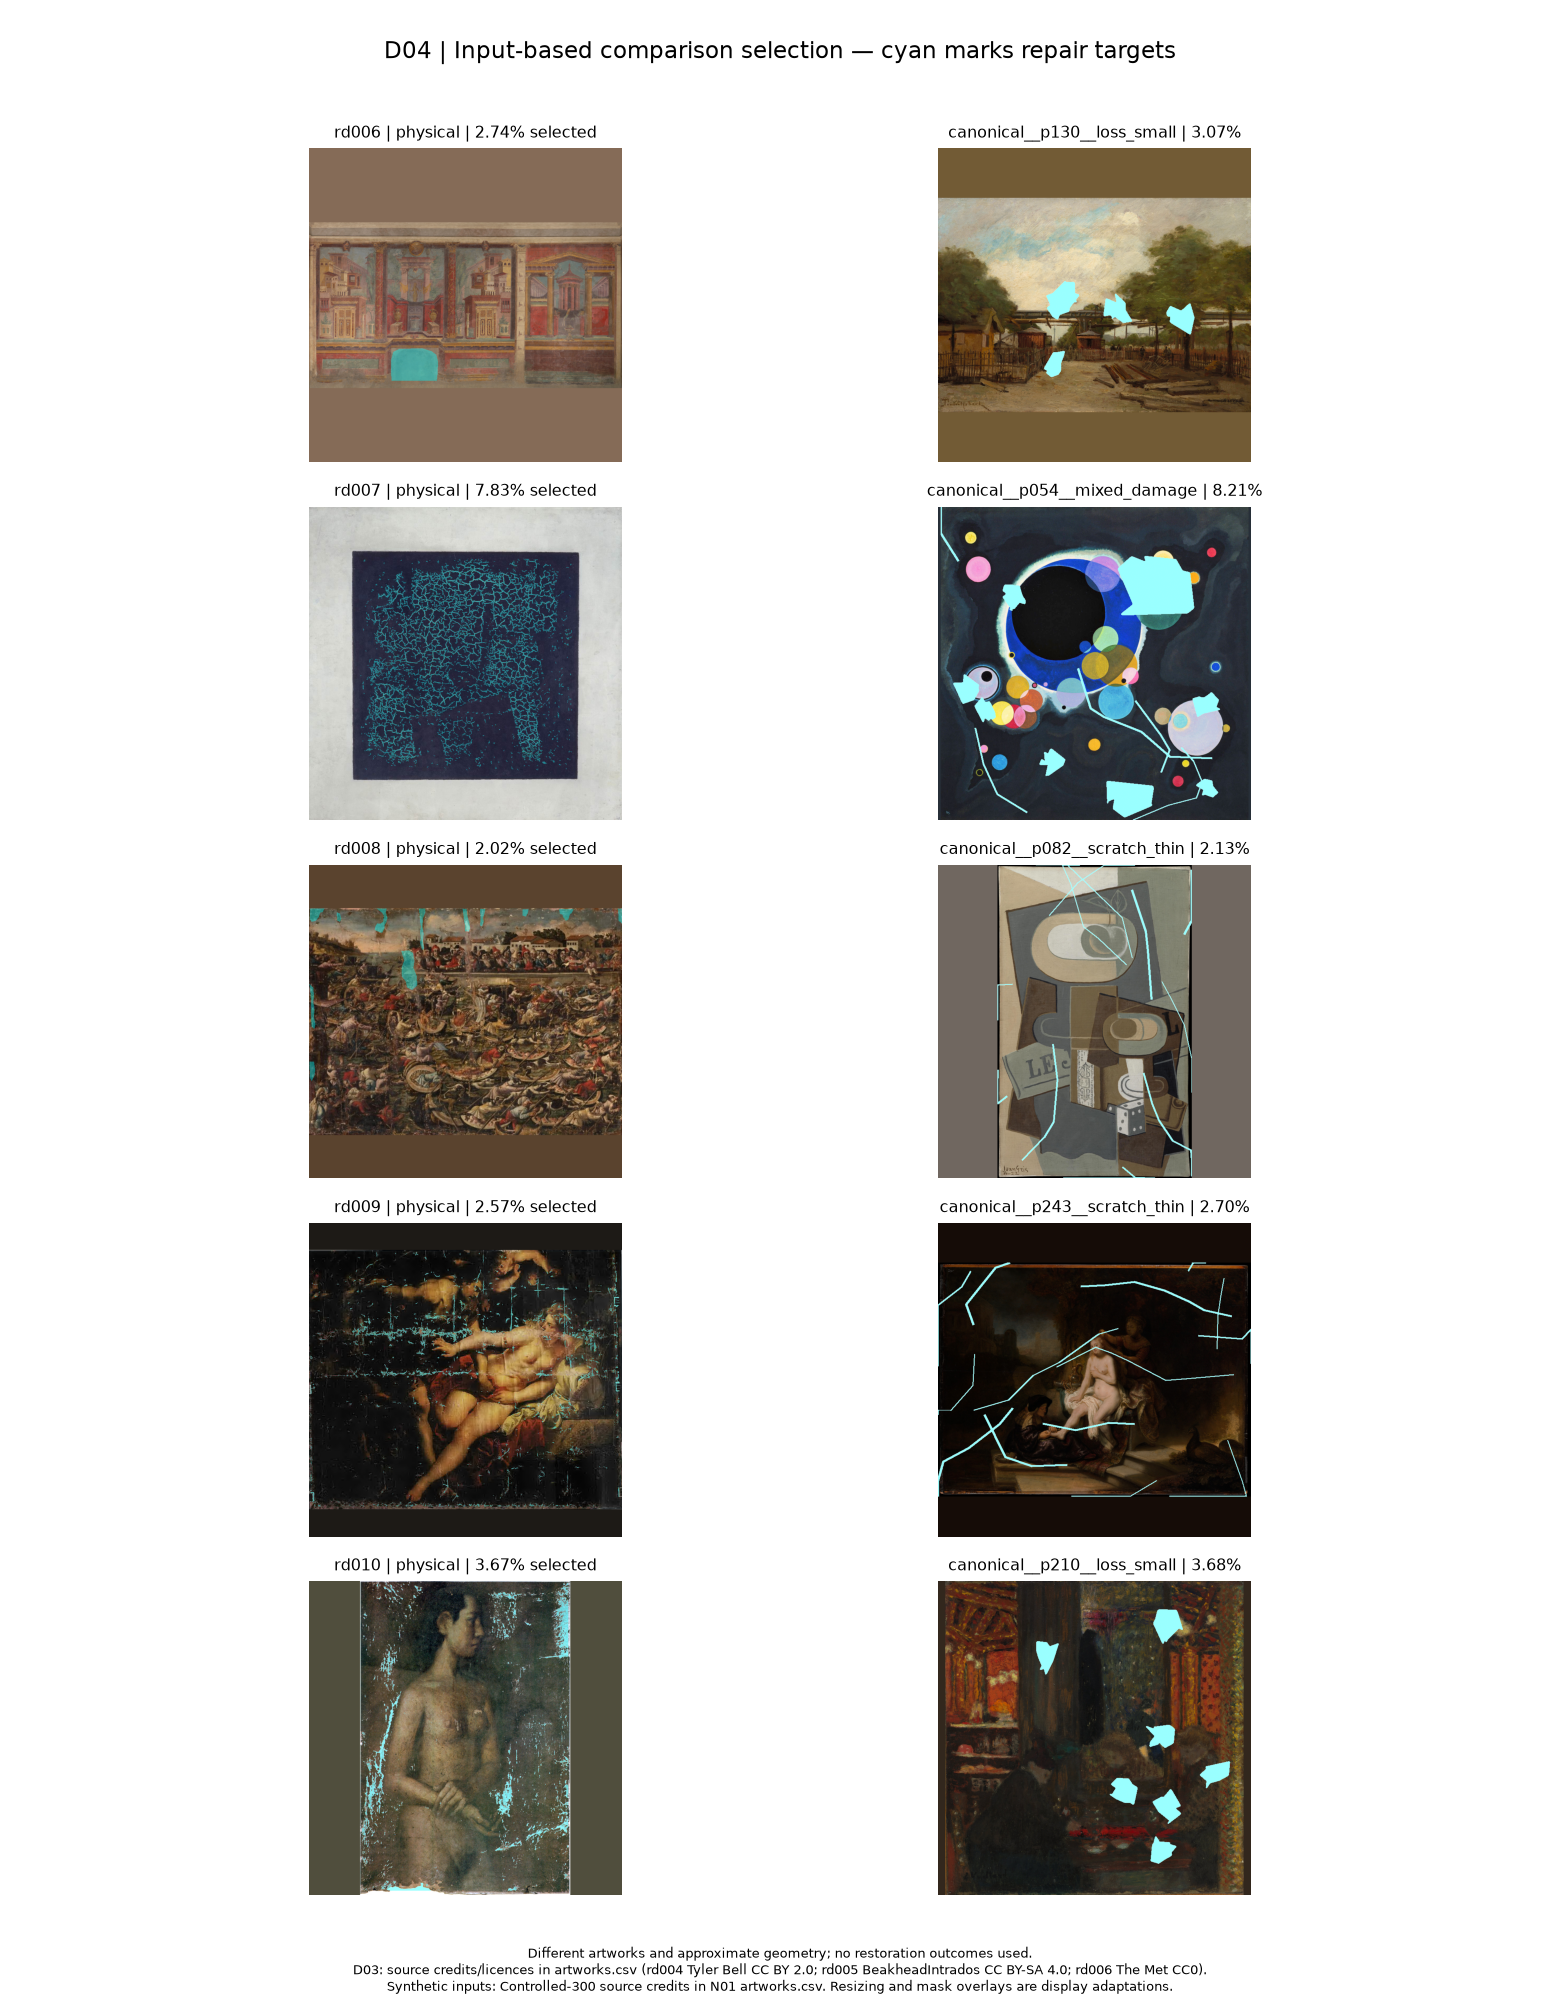 D04 | Input-based comparison selection — cyan marks repair targets
rd006 | physical | 2.74% selected
canonical__p130__loss_small | 3.07%
rd007 | physical | 7.83% selected
canonical__p054__mixed_damage | 8.21%
rd008 | physical | 2.02% selected
canonical__p082__scratch_thin | 2.13%
LE
rd009 | physical | 2.57% selected
canonical__p243__scratch_thin | 2.70%
rd010 | physical | 3.67% selected
canonical__p210__loss_small | 3.68%
Different artworks and approximate geometry; no restoration outcomes used.
D03: source credits/licences in artworks.csv (rd004 Tyler Bell CC BY 2.0; rd005 BeakheadIntrados CC BY-SA 4.0; rd006 The Met CC0).
Synthetic inputs: Controlled-300 source credits in N01 artworks.csv. Resizing and mask overlays are display adaptations.